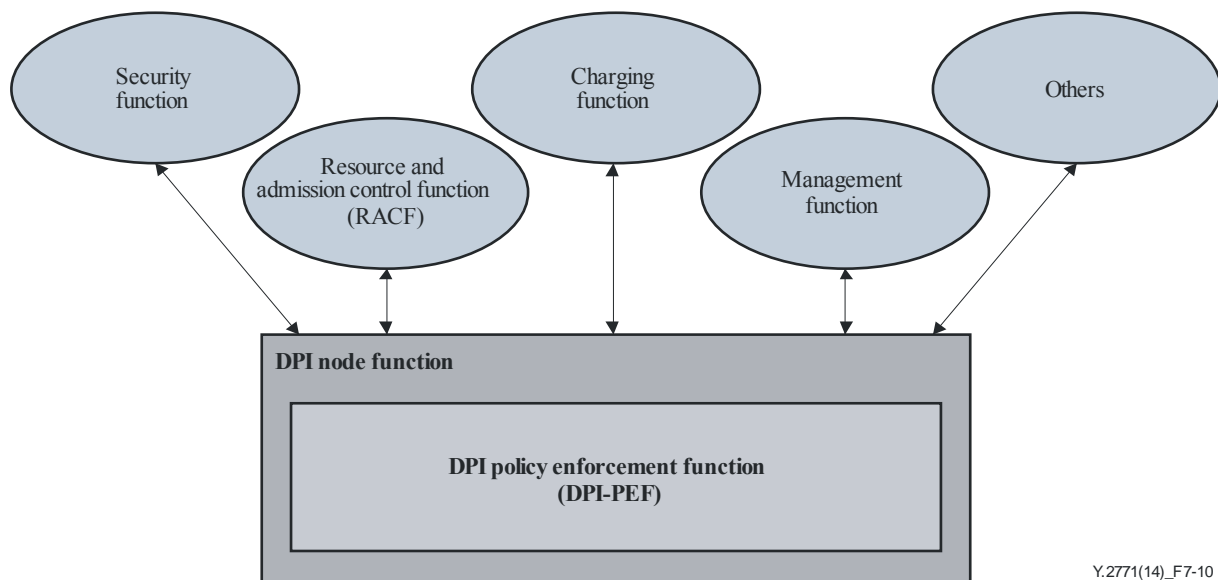 Security
function
Charging
function
Others
Resource and
admission control function
(RACF)
Management
function
DPI node function
DPI policy enforcement function
(DPI-PEF)
Y.2771(14)_F7-10